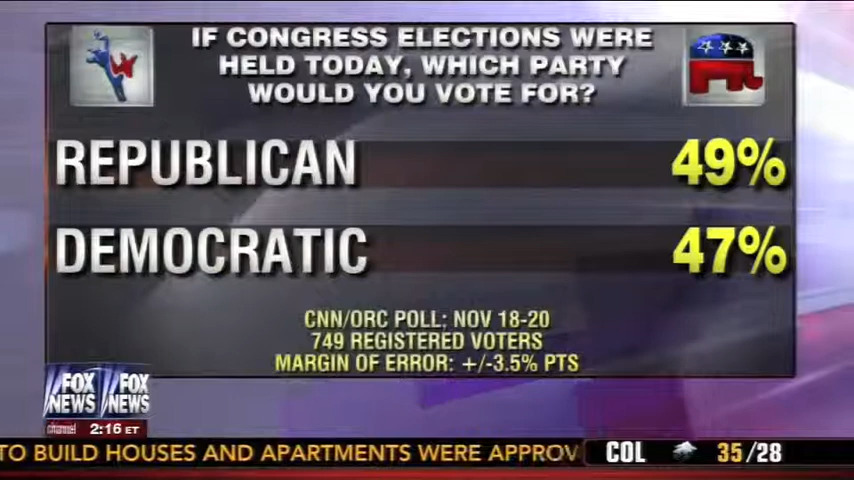 IF CONGRESS ELECTIONS WERE
HELD TODAY, WHICH PARTY
WOULD YOU VOTE FOR?
REPUBLICAN 49%
DEMOCRATIC 47%
CNN/ORC POLL; NOV 18-20
749 REGISTERED VOTERS
MARGIN OF ERROR: +/-3.5% PTS
FOX NEWS FOX NEWS
channel 2:16 ET
TO BUILD HOUSES AND APARTMENTS WERE APPROV COL 35/28